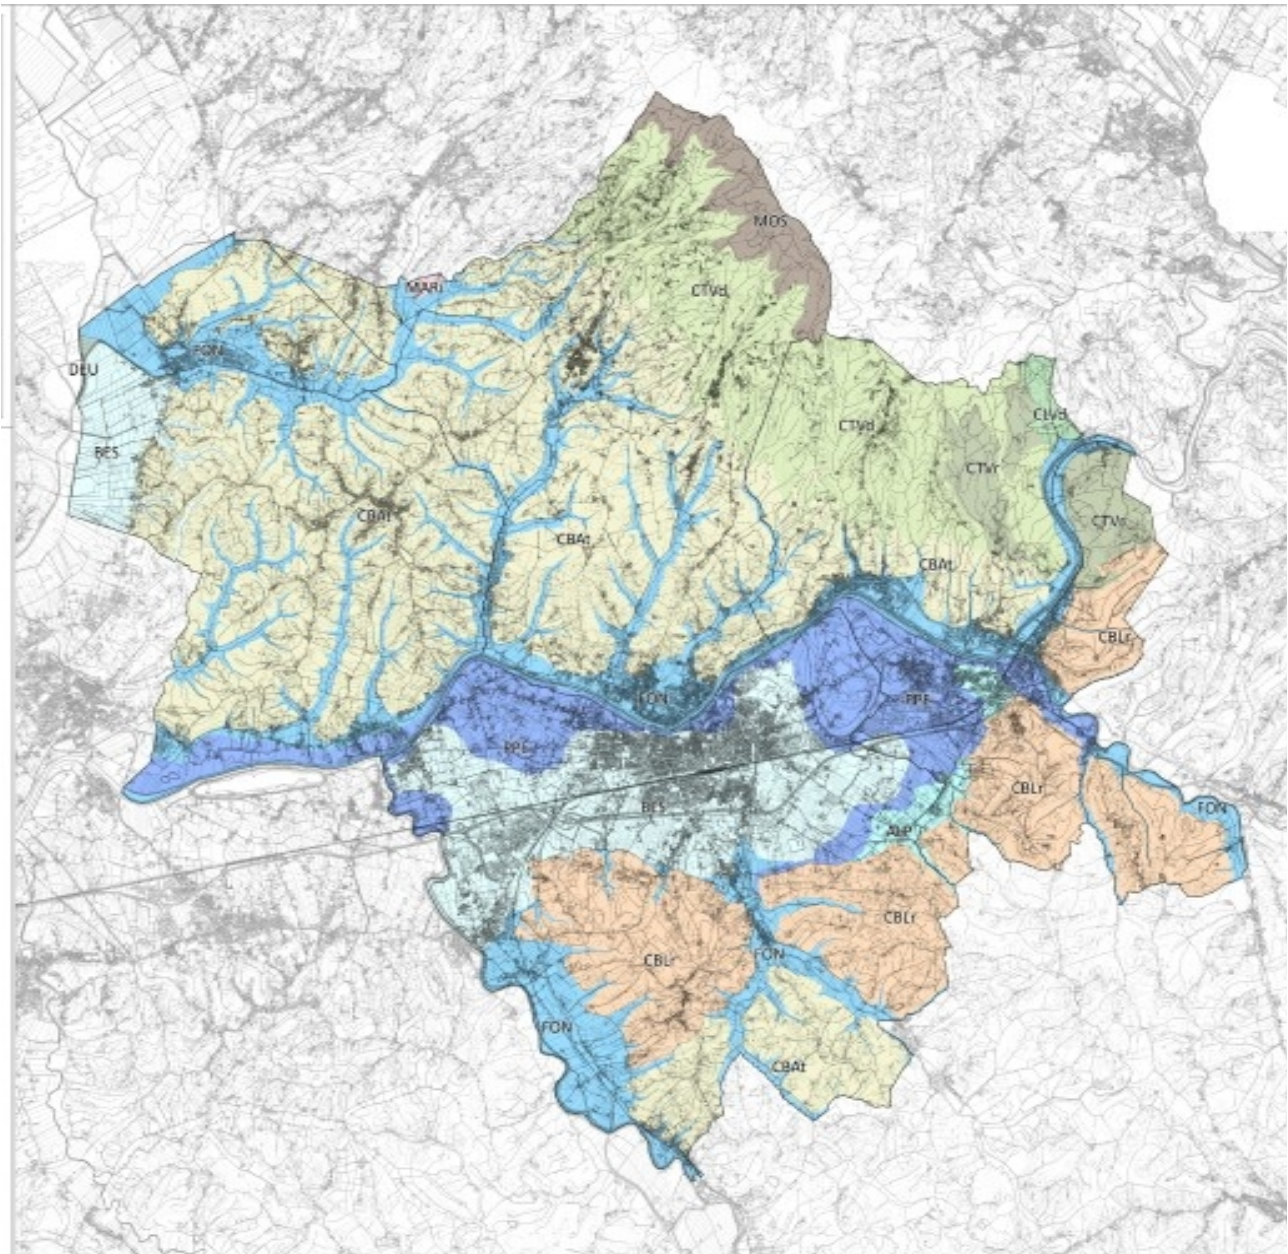 MOS
MARi
CTVd
FON
DEU
CLVd
CTVd
BES
CTVr
CBAt
CTVr
CBAt
CBAt
CBLr
FON
PPE
PPE
CBLr
BES
FON
ALP
CBLr
CBLr
FON
FON
CBAt